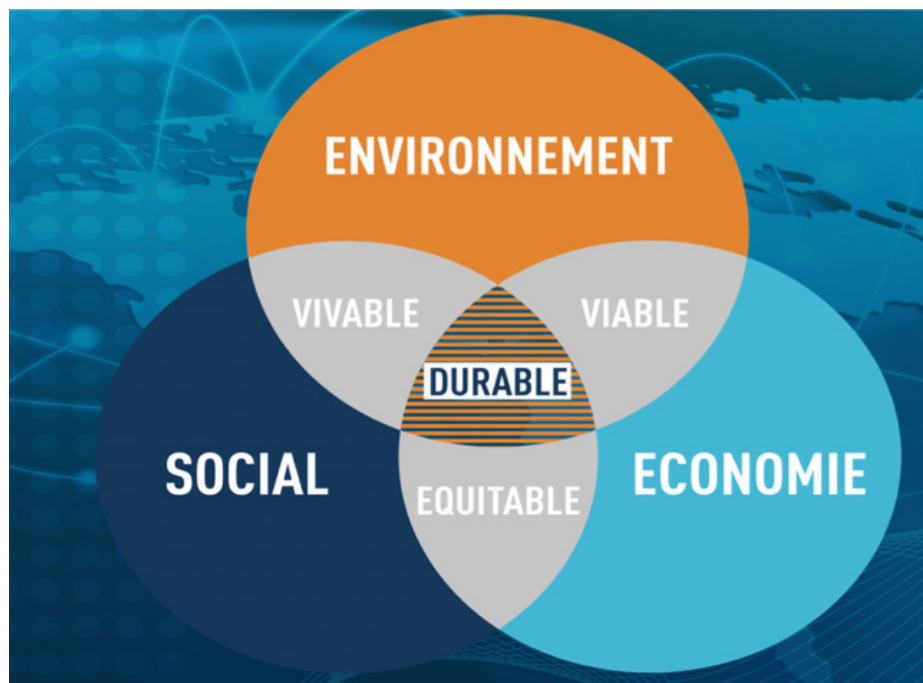 ENVIRONNEMENT
VIVABLE
VIABLE
DURABLE
SOCIAL
ECONOMIE
EQUITABLE